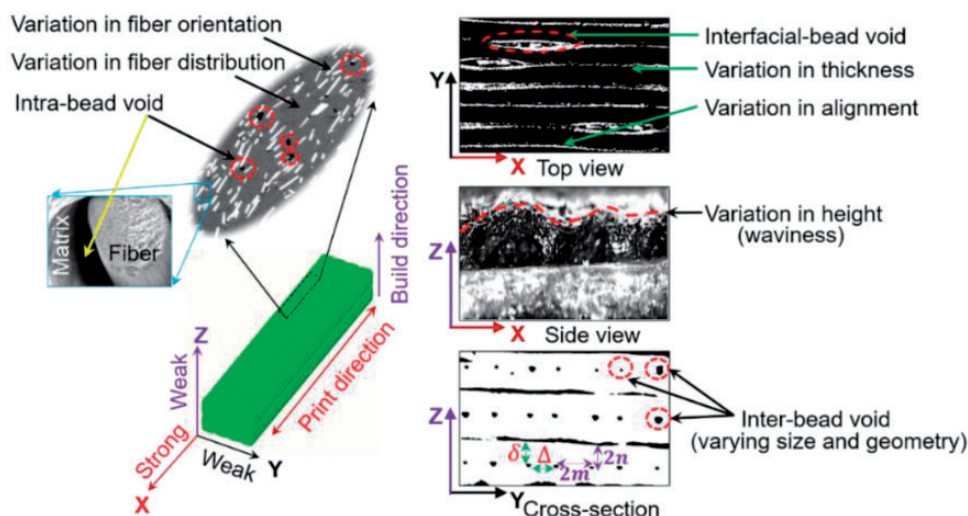 Variation in fiber orientation
Variation in fiber distribution
Intra-bead void
Matrix
Fiber
Build direction
Z
Weak
Print direction
Strong
Weak
Y
X
Interfacial-bead void
Variation in thickness
Variation in alignment
Y
X
Top view
Variation in height
(waviness)
Z
X
Side view
Inter-bead void
(varying size and geometry)
Z
δ
Δ
2m
2n
Y
Cross-section